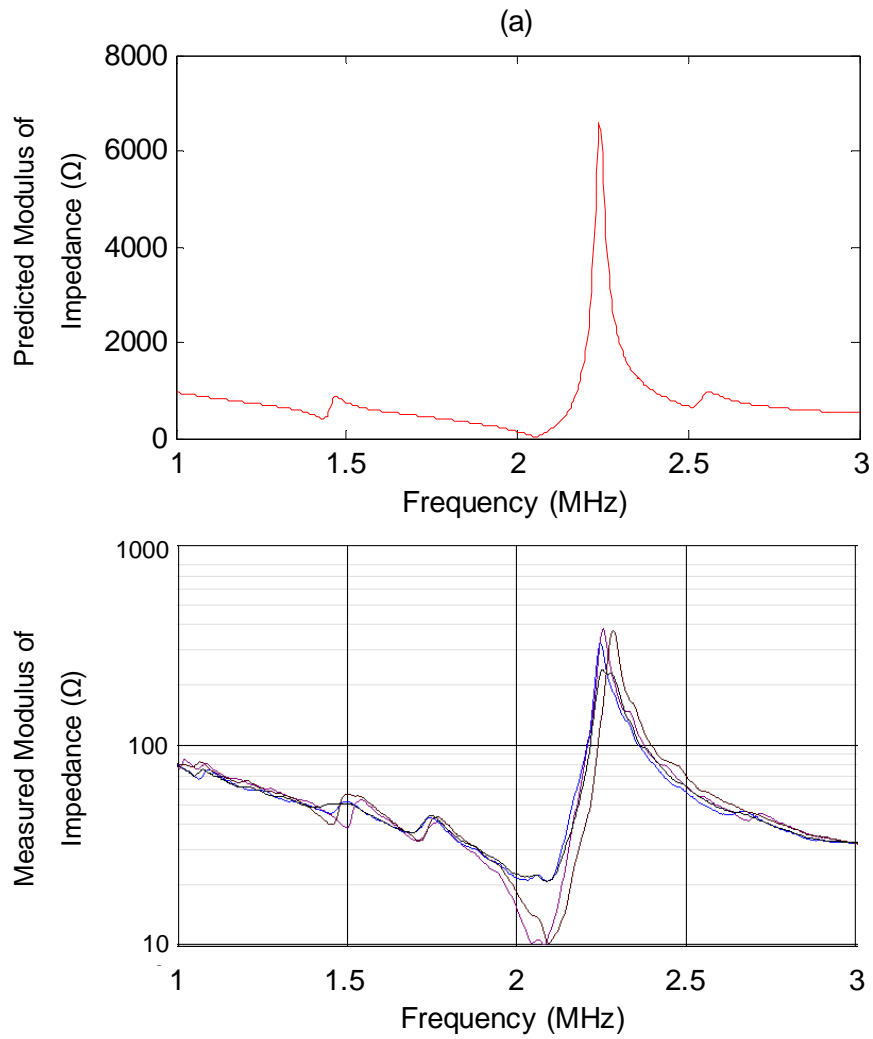 (a)
Predicted Modulus of
Impedance (Ω)
8000
6000
4000
2000
0
1
1.5
2
2.5
3
Frequency (MHz)
Measured Modulus of
Impedance (Ω)
1000
100
10
1
1.5
2
2.5
3
Frequency (MHz)